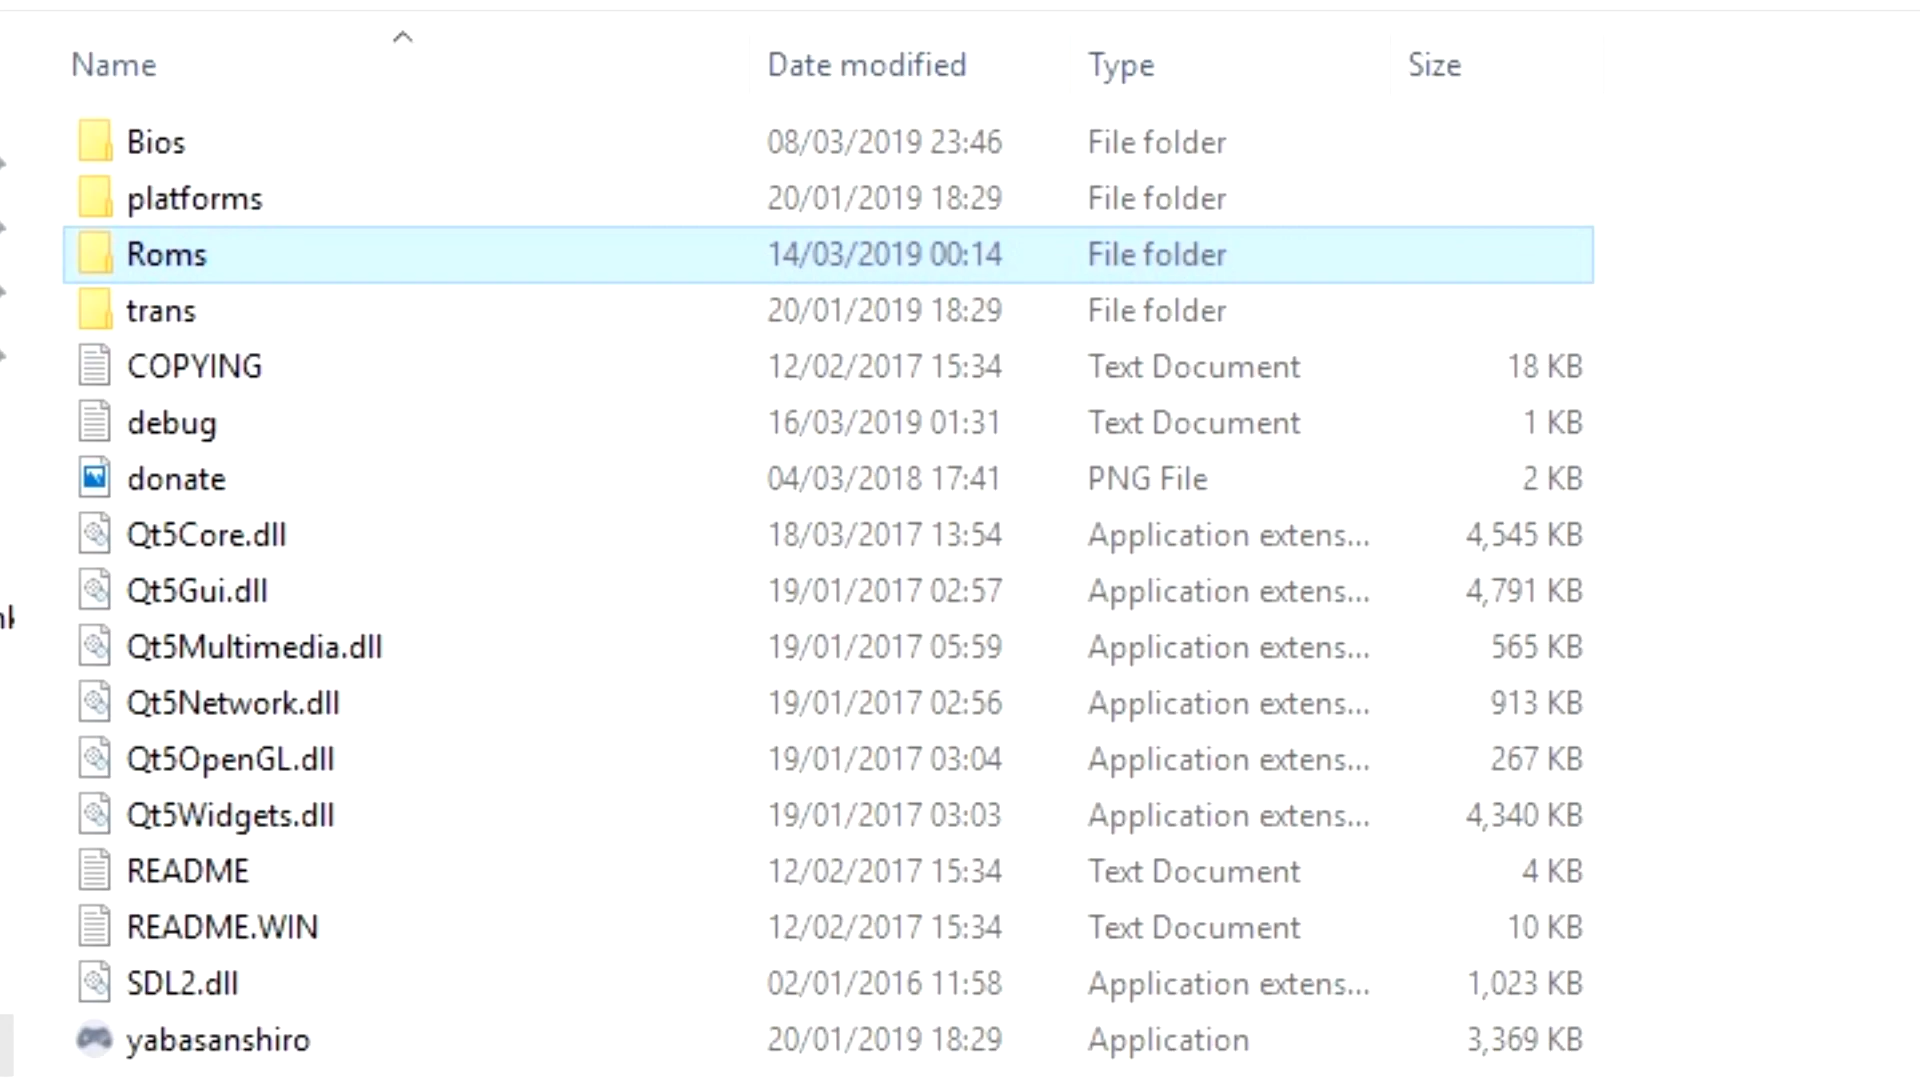 Name Date modified Type Size
Bios 08/03/2019 23:46 File folder
platforms 20/01/2019 18:29 File folder
Roms 14/03/2019 00:14 File folder
trans 20/01/2019 18:29 File folder
COPYING 12/02/2017 15:34 Text Document 18 KB
debug 16/03/2019 01:31 Text Document 1 KB
donate 04/03/2018 17:41 PNG File 2 KB
Qt5Core.dll 18/03/2017 13:54 Application extens... 4,545 KB
Qt5Gui.dll 19/01/2017 02:57 Application extens... 4,791 KB
Qt5Multimedia.dll 19/01/2017 05:59 Application extens... 565 KB
Qt5Network.dll 19/01/2017 02:56 Application extens... 913 KB
Qt5OpenGL.dll 19/01/2017 03:04 Application extens... 267 KB
Qt5Widgets.dll 19/01/2017 03:03 Application extens... 4,340 KB
README 12/02/2017 15:34 Text Document 4 KB
README.WIN 12/02/2017 15:34 Text Document 10 KB
SDL2.dll 02/01/2016 11:58 Application extens... 1,023 KB
yabasanshiro 20/01/2019 18:29 Application 3,369 KB